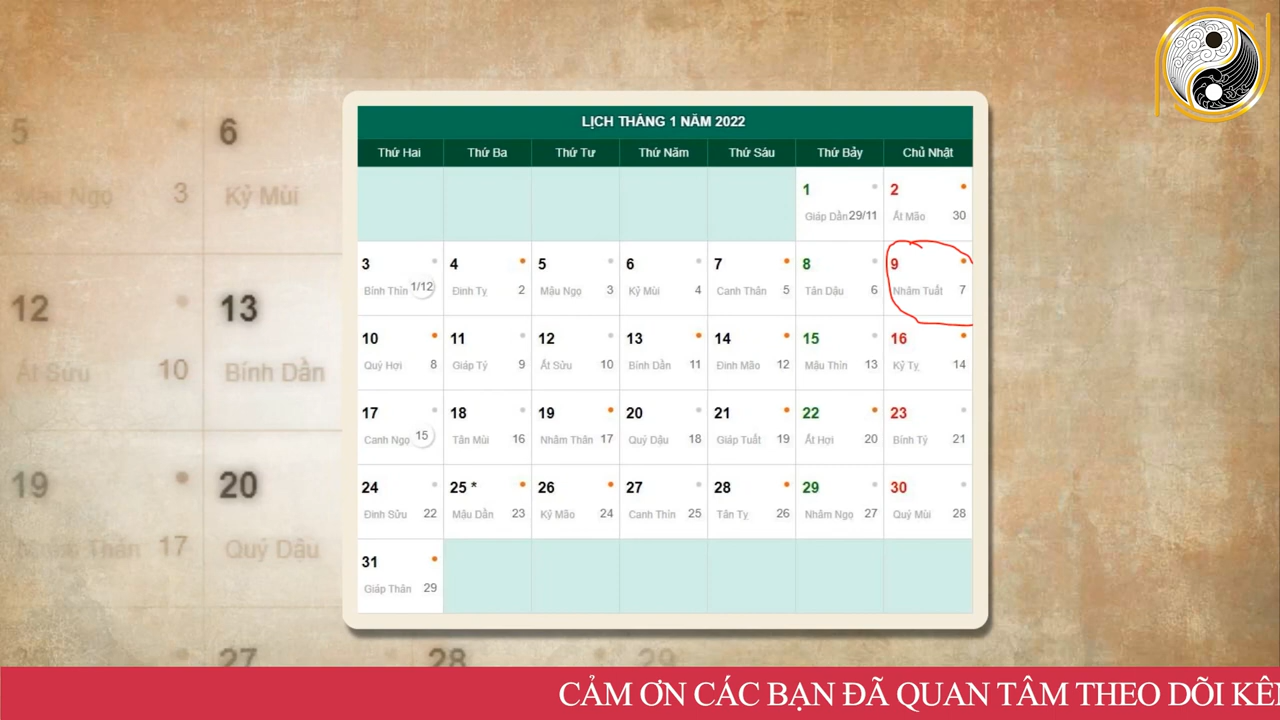 LỊCH THÁNG 1 NĂM 2022
Thứ Hai Thứ Ba Thứ Tư Thứ Năm Thứ Sáu Thứ Bảy Chủ Nhật
1 2
Giáp Dần 29/11 Ất Mão 30
3 4 5 6 7 8 9
Bính Thìn 1/12 Đinh Tỵ 2 Mậu Ngọ 3 Kỷ Mùi 4 Canh Thân 5 Tân Dậu 6 Nhâm Tuất 7
10 11 12 13 14 15 16
Quý Hợi 8 Giáp Tý 9 Ất Sửu 10 Bính Dần 11 Đinh Mão 12 Mậu Thìn 13 Kỷ Tỵ 14
17 18 19 20 21 22 23
Canh Ngọ 15 Tân Mùi 16 Nhâm Thân 17 Quý Dậu 18 Giáp Tuất 19 Ất Hợi 20 Bính Tý 21
24 25 * 26 27 28 29 30
Đinh Sửu 22 Mậu Dần 23 Kỷ Mão 24 Canh Thìn 25 Tân Tỵ 26 Nhâm Ngọ 27 Quý Mùi 28
31
Giáp Thân 29
5 6
Mậu Ngọ 3 Kỷ Mùi
12 13
Ất Sửu 10 Bính Dần
19 20
Nhâm Thân 17 Quý Dậu
27 28 29
CẢM ƠN CÁC BẠN ĐÃ QUAN TÂM THEO DÕI KÊ